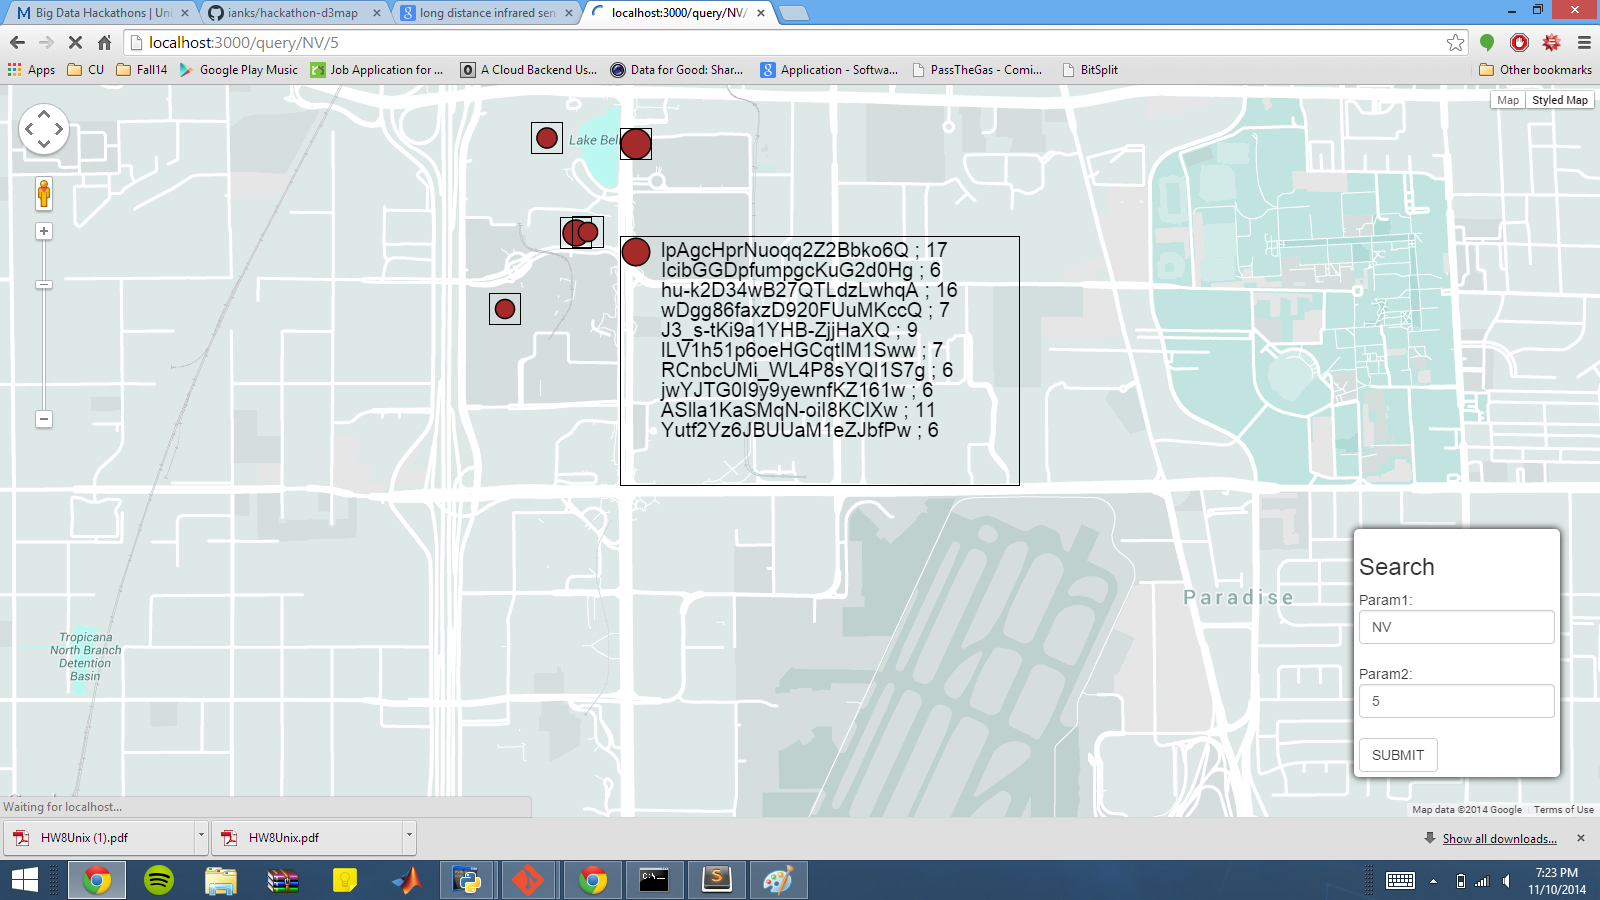 Big Data Hackathons | Uni
ianks/hackathon-d3map
long distance infrared sen
localhost:3000/query/NV/
localhost:3000/query/NV/5
Apps
CU
Fall14
Google Play Music
Job Application for ...
A Cloud Backend Us...
Data for Good: Shar...
Application - Softwa...
PassTheGas - Comi...
BitSplit
Other bookmarks
Map
Styled Map
Lake Bel
IpAgcHprNuoqq2Z2Bbko6Q ; 17
IcibGGDpfumpgcKuG2d0Hg ; 6
hu-k2D34wB27QTLdzLwhqA ; 16
wDgg86faxzD920FUuMKccQ ; 7
J3_s-tKi9a1YHB-ZjjHaXQ ; 9
lLV1h51p6oeHGCqtIM1Sww ; 7
RCnbcUMi_WL4P8sYQI1S7g ; 6
jwYJTG0I9y9yewnfKZ161w ; 6
ASlla1KaSMqN-oiI8KClXw ; 11
Yutf2Yz6JBUUaM1eZJbfPw ; 6
Paradise
Tropicana
North Branch
Detention
Basin
Search
Param1:
NV
Param2:
5
SUBMIT
Map data ©2014 Google
Terms of Use
Waiting for localhost...
HW8Unix (1).pdf
HW8Unix.pdf
Show all downloads...
7:23 PM
11/10/2014